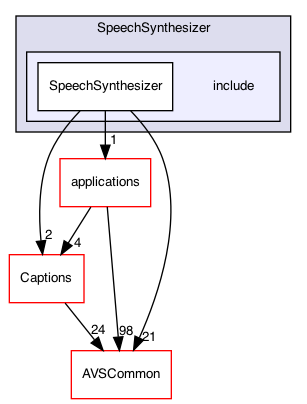 SpeechSynthesizer
SpeechSynthesizer include
1
applications
2 4
Captions
24 98 21
AVSCommon